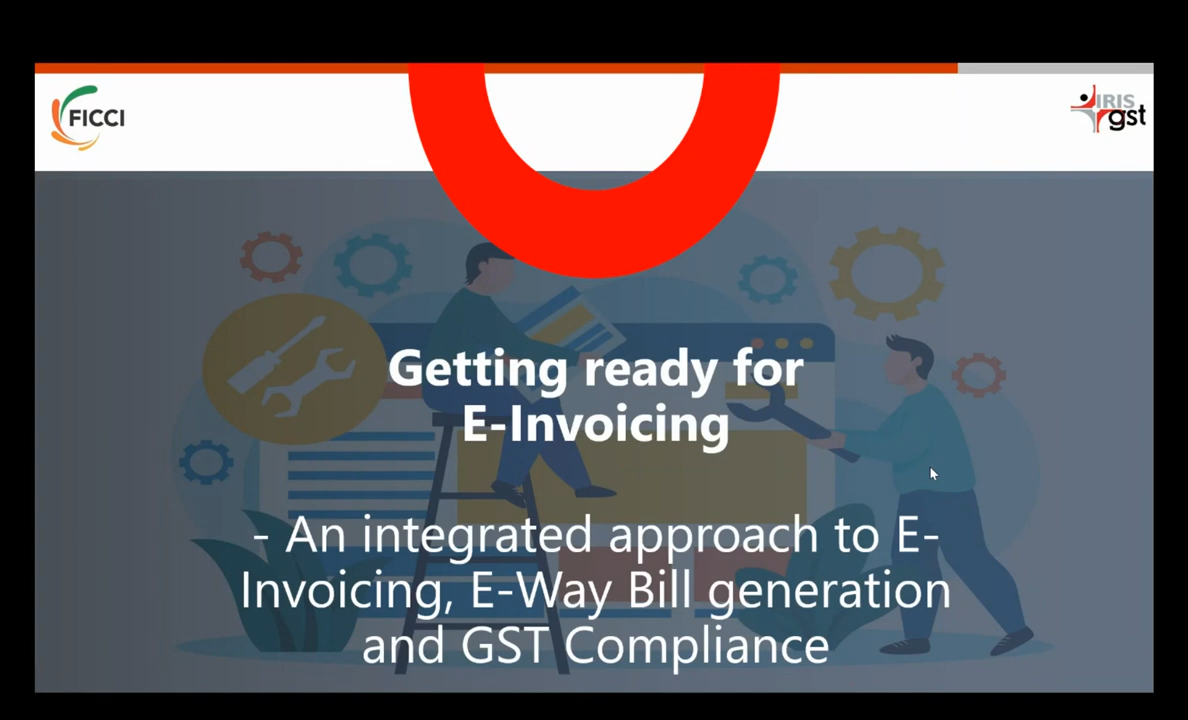 FICCI
IRIS
gst
Getting ready for
E-Invoicing
- An integrated approach to E-
Invoicing, E-Way Bill generation
and GST Compliance